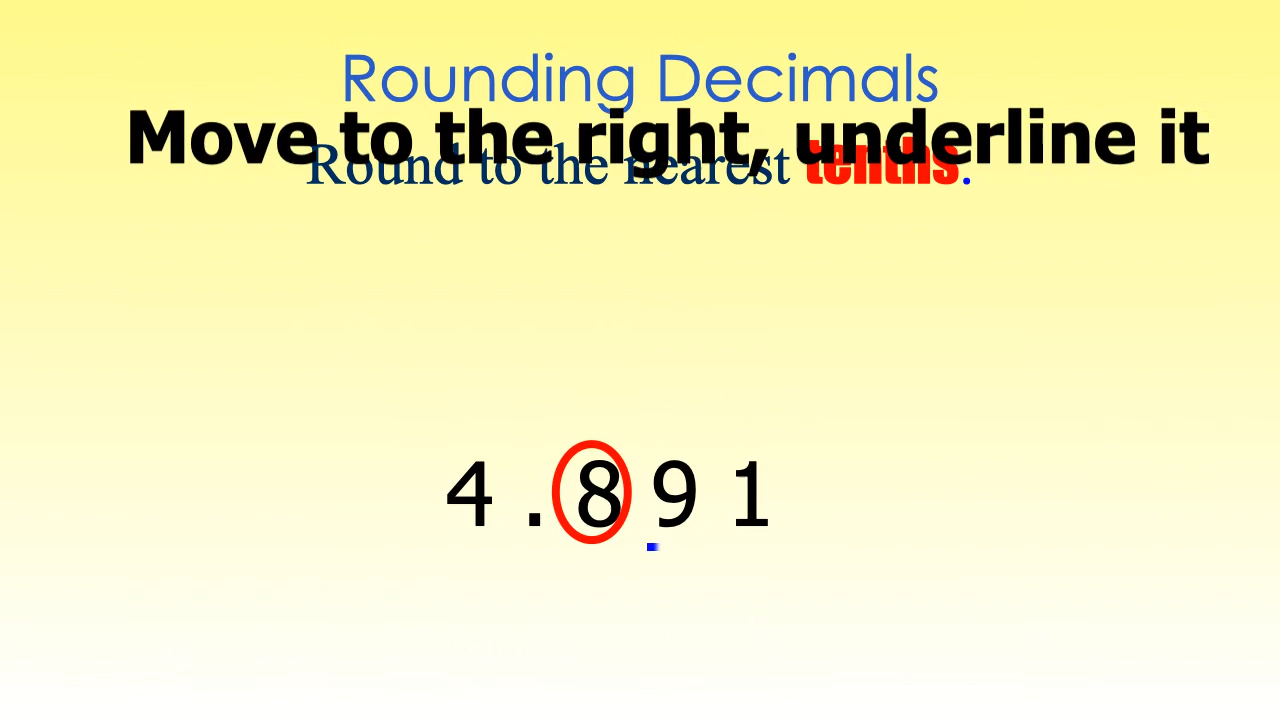 Rounding Decimals
Move to the right, underline it
Round to the nearest tenths.
4.891